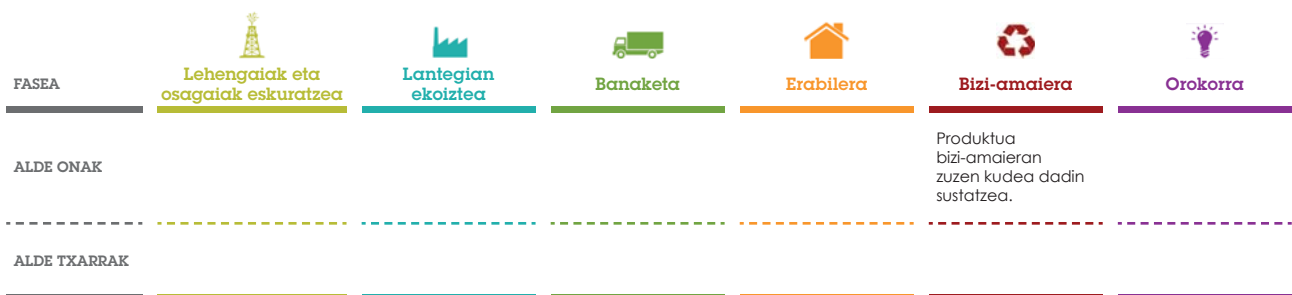 FASEA
Lehengaiak eta
osagaiak eskuratzea
Lantegian
ekoiztea
Banaketa
Erabilera
Bizi-amaiera
Orokorra
ALDE ONAK
Produktua
bizi-amaieran
zuzen kudea dadin
sustatzea.
ALDE TXARRAK